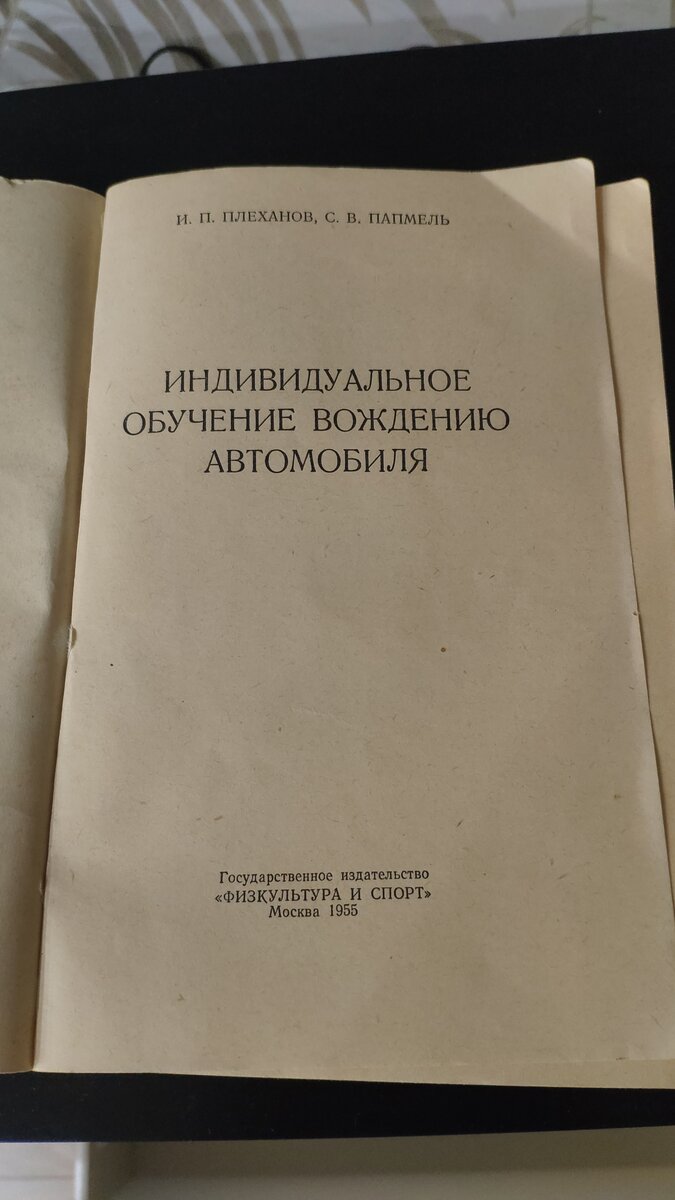 И. П. ПЛЕХАНОВ, С. В. ПАПМЕЛЬ
ИНДИВИДУАЛЬНОЕ
ОБУЧЕНИЕ ВОЖДЕНИЮ
АВТОМОБИЛЯ
Государственное издательство
«ФИЗКУЛЬТУРА И СПОРТ»
Москва 1955